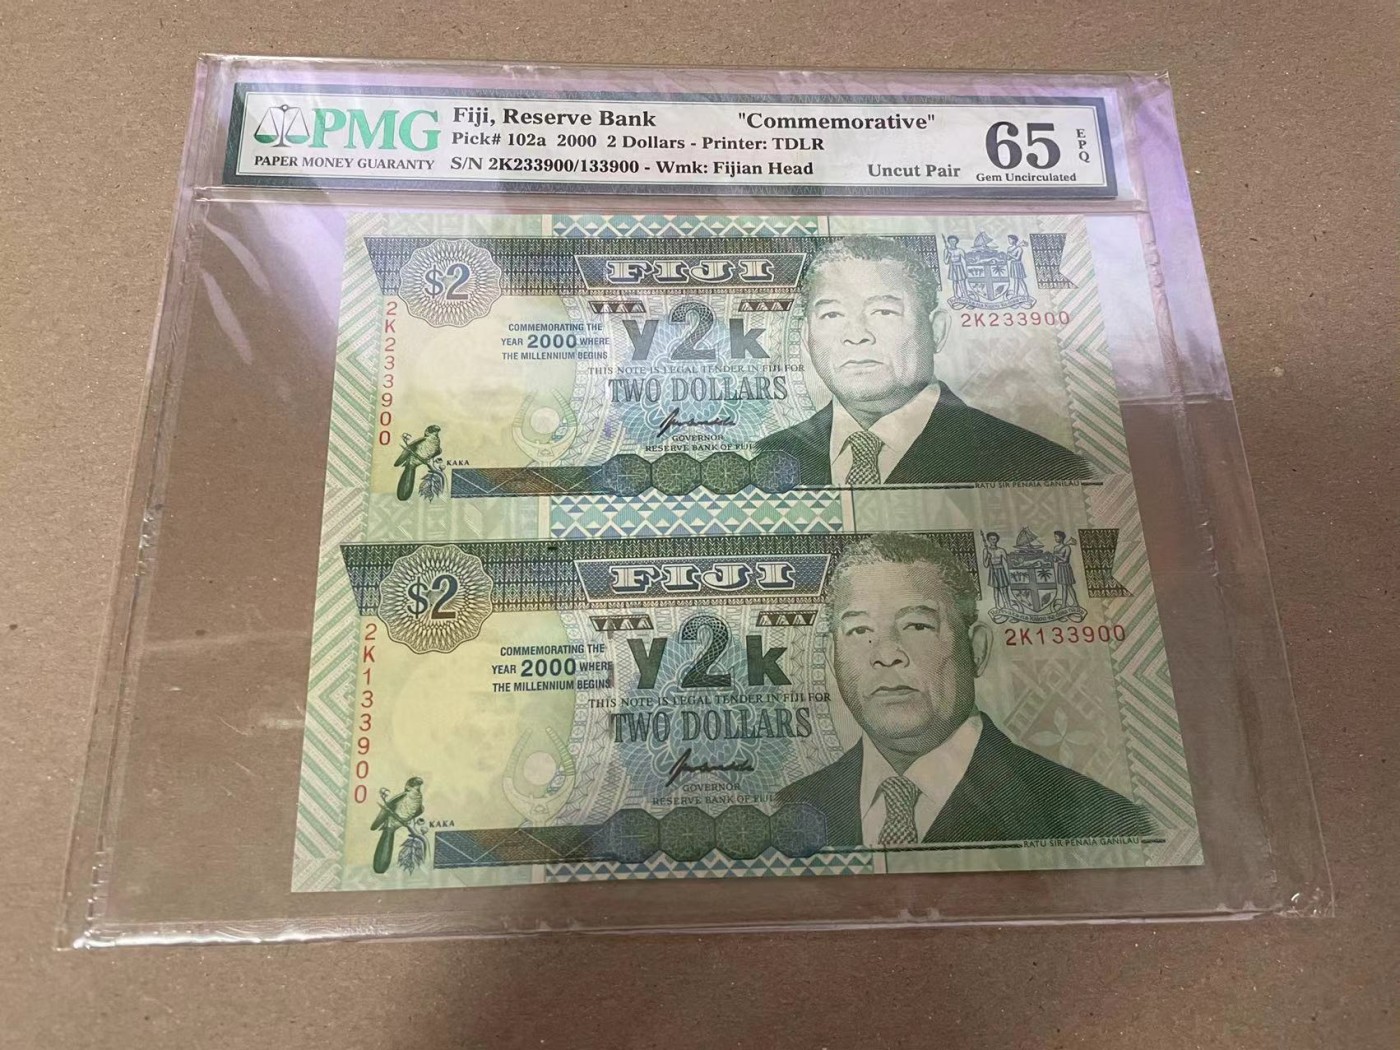 PMG
PAPER MONEY GUARANTY
Fiji, Reserve Bank "Commemorative"
Pick# 102a 2000 2 Dollars - Printer: TDLR
S/N 2K233900/133900 - Wmk: Fijian Head
Uncut Pair
65
EPQ
Gem Uncirculated
$2
FIJI
2K233900
2K233900
COMMEMORATING THE
YEAR 2000 WHERE
THE MILLENNIUM BEGINS
y2k
THIS NOTE IS LEGAL TENDER IN FIJI FOR
TWO DOLLARS
GOVERNOR
RESERVE BANK OF FIJI
KAKA
RATU SIR PENAIA GANILAU
$2
FIJI
2K133900
2K133900
COMMEMORATING THE
YEAR 2000 WHERE
THE MILLENNIUM BEGINS
y2k
THIS NOTE IS LEGAL TENDER IN FIJI FOR
TWO DOLLARS
GOVERNOR
RESERVE BANK OF FIJI
KAKA
RATU SIR PENAIA GANILAU